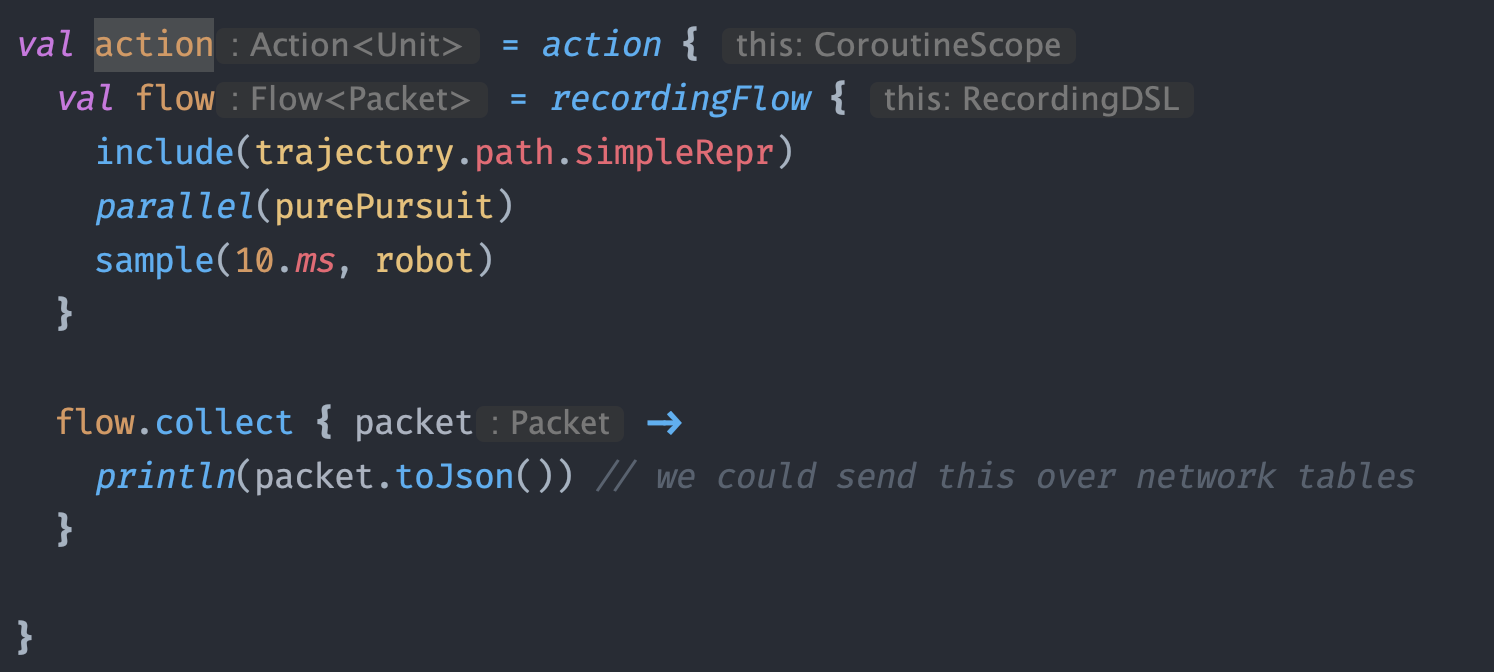 val action : Action<Unit> = action { this: CoroutineScope
val flow : Flow<Packet> = recordingFlow { this: RecordingDSL
include(trajectory.path.simpleRepr)
parallel(purePursuit)
sample(10.ms, robot)
}
flow.collect { packet : Packet →
println(packet.toJson()) // we could send this over network tables
}
}